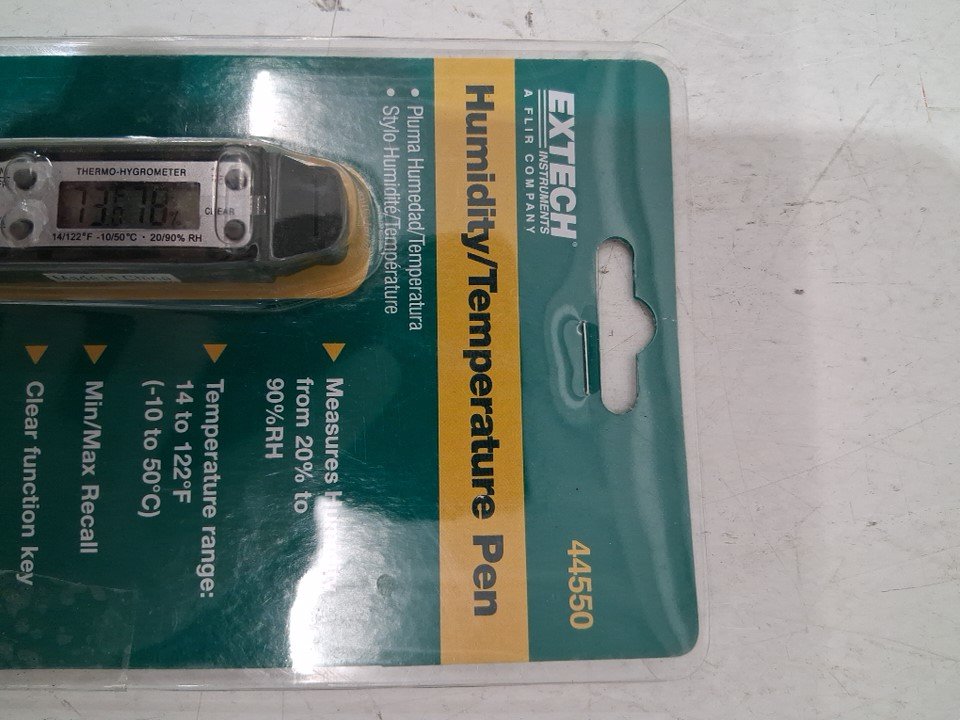 EXTECH®
INSTRUMENTS
A FLIR COMPANY
44550
Humidity/Temperature Pen
• Pluma Humedad/Temperatura
• Stylo Humidité/Température
THERMO-HYGROMETER
CLEAR
14/122°F -10/50°C · 20/90% RH
Measures
from 20% to
90%RH
Temperature range:
14 to 122°F
(-10 to 50°C)
Min/Max Recall
Clear function key